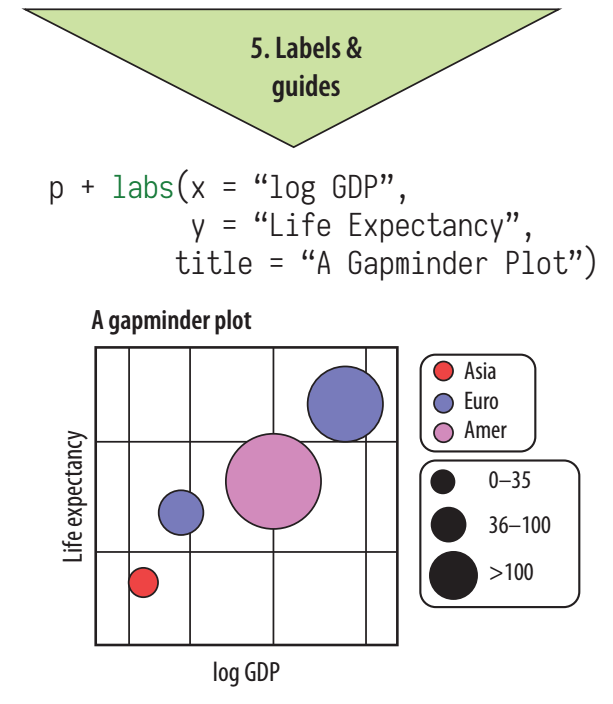 5. Labels &
guides
p + labs(x = “log GDP”,
y = “Life Expectancy”,
title = “A Gapminder Plot”)
A gapminder plot
Life expectancy
log GDP
Asia
Euro
Amer
0–35
36–100
>100